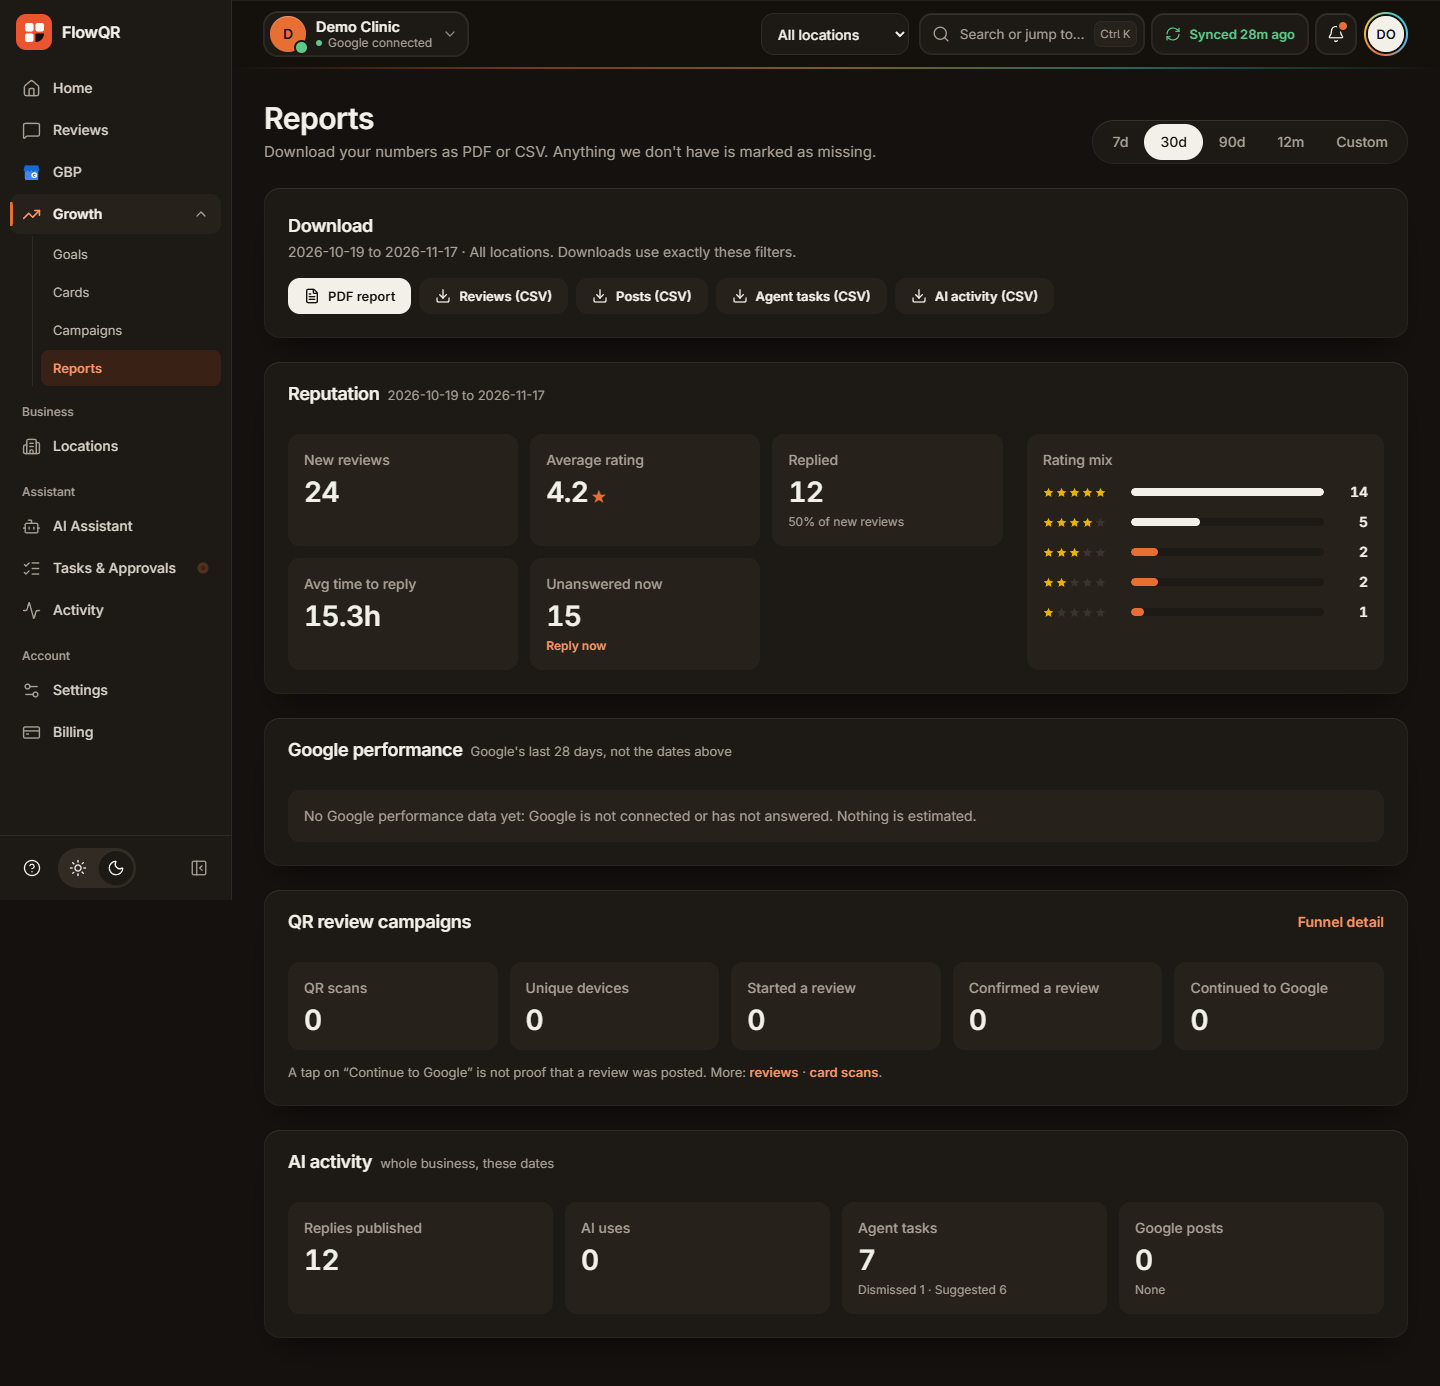 FlowQR
Home
Reviews
GBP
Growth
Goals
Cards
Campaigns
Reports
Business
Locations
Assistant
AI Assistant
Tasks & Approvals
Activity
Account
Settings
Billing
D
Demo Clinic
Google connected
All locations
Search or jump to...
Ctrl K
Synced 28m ago
DO
Reports
Download your numbers as PDF or CSV. Anything we don't have is marked as missing.
7d
30d
90d
12m
Custom
Download
2026-10-19 to 2026-11-17 · All locations. Downloads use exactly these filters.
PDF report
Reviews (CSV)
Posts (CSV)
Agent tasks (CSV)
AI activity (CSV)
Reputation 2026-10-19 to 2026-11-17
New reviews
24
Average rating
4.2
Replied
12
50% of new reviews
Avg time to reply
15.3h
Unanswered now
15
Reply now
Rating mix
14
5
2
2
1
Google performance Google's last 28 days, not the dates above
No Google performance data yet: Google is not connected or has not answered. Nothing is estimated.
QR review campaigns
Funnel detail
QR scans
0
Unique devices
0
Started a review
0
Confirmed a review
0
Continued to Google
0
A tap on “Continue to Google” is not proof that a review was posted. More: reviews · card scans.
AI activity whole business, these dates
Replies published
12
AI uses
0
Agent tasks
7
Dismissed 1 · Suggested 6
Google posts
0
None